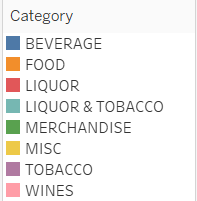 Category
BEVERAGE
FOOD
LIQUOR
LIQUOR & TOBACCO
MERCHANDISE
MISC
TOBACCO
WINES